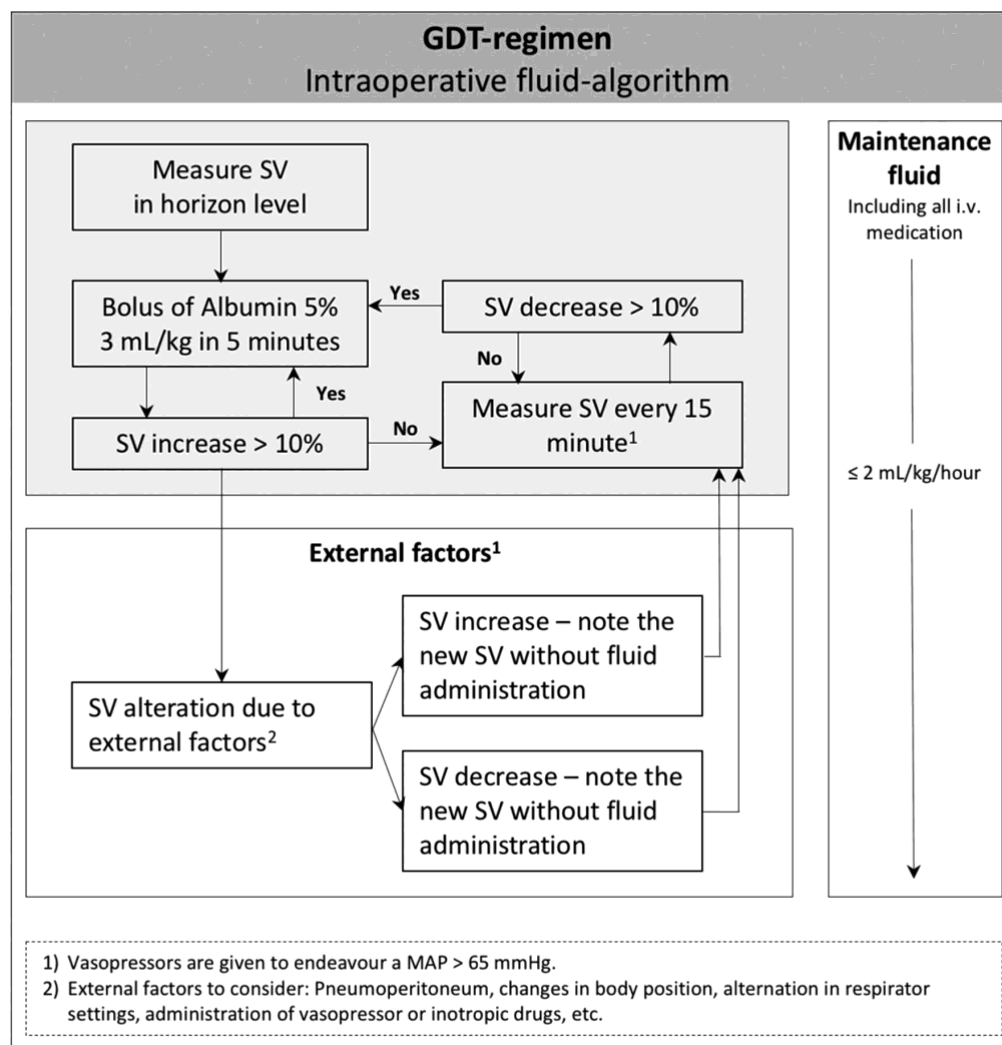 GDT-regimen
Intraoperative fluid-algorithm
Measure SV
in horizon level
Bolus of Albumin 5%
3 mL/kg in 5 minutes
Yes
SV decrease > 10%
No
Yes
SV increase > 10%
No
Measure SV every 15
minute¹
External factors¹
SV alteration due to
external factors²
SV increase – note the
new SV without fluid
administration
SV decrease – note the
new SV without fluid
administration
Maintenance
fluid
Including all i.v.
medication
≤ 2 mL/kg/hour
1) Vasopressors are given to endeavour a MAP > 65 mmHg.
2) External factors to consider: Pneumoperitoneum, changes in body position, alternation in respirator
settings, administration of vasopressor or inotropic drugs, etc.